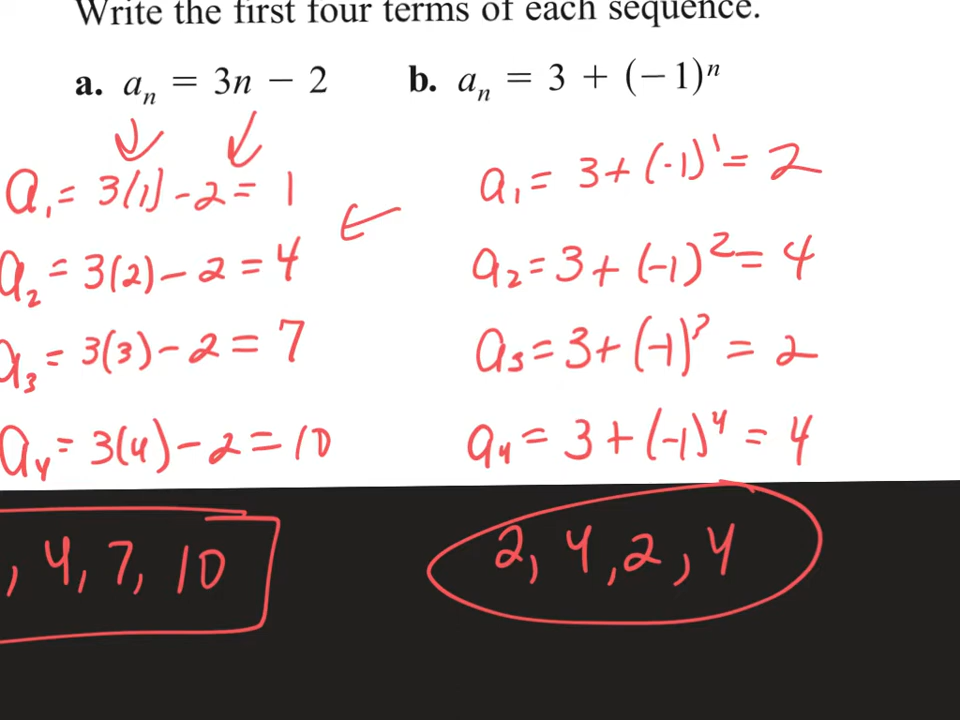 Write the first four terms of each sequence.
a. aₙ = 3n − 2
b. aₙ = 3 + (−1)ⁿ
a₁ = 3(1) - 2 = 1
a₂ = 3(2) - 2 = 4
a₃ = 3(3) - 2 = 7
a₄ = 3(4) - 2 = 10
, 4, 7, 10
a₁ = 3 + (-1)¹ = 2
a₂ = 3 + (-1)² = 4
a₃ = 3 + (-1)³ = 2
a₄ = 3 + (-1)⁴ = 4
2, 4, 2, 4